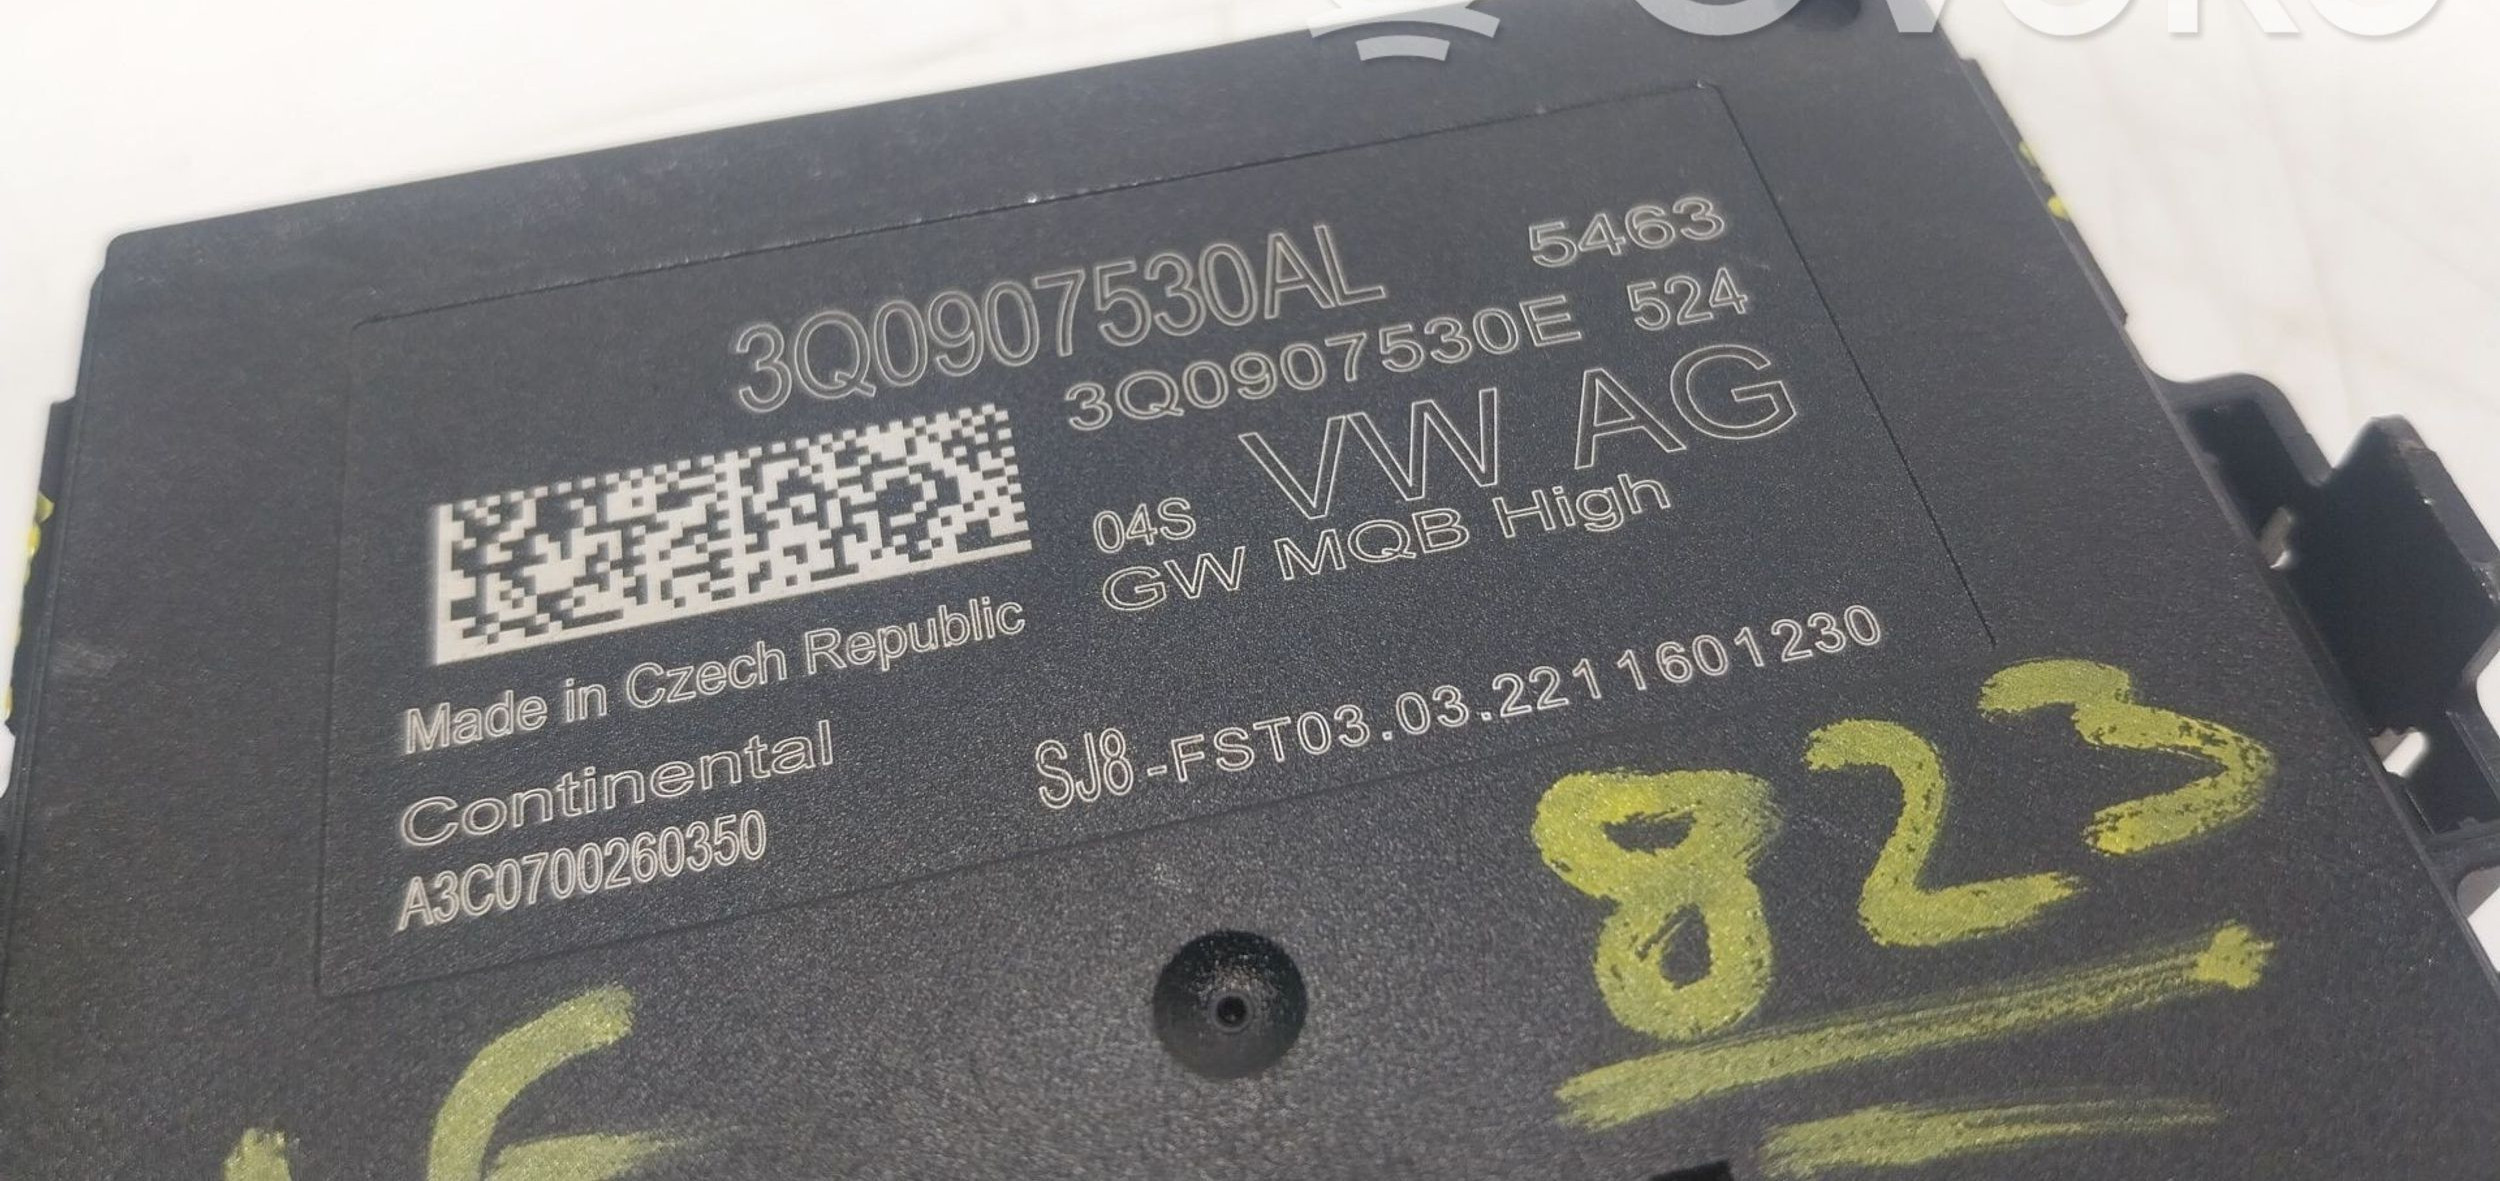 3Q0907530AL 5463
3Q0907530E 524
VW AG
04S
GW MQB High
Made in Czech Republic
Continental
A3C0700260350
SJ8-FST03.03.2211601230
823